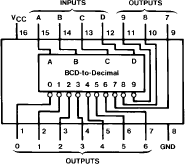 INPUTS OUTPUTS
VCC A B C D 9 8 7
16 15 14 13 12 11 10 9
A B C D
BCD-to-Decimal
0 1 2 3 4 5 6 7 8 9
1 2 3 4 5 6 7 8
0 1 2 3 4 5 6 GND
OUTPUTS